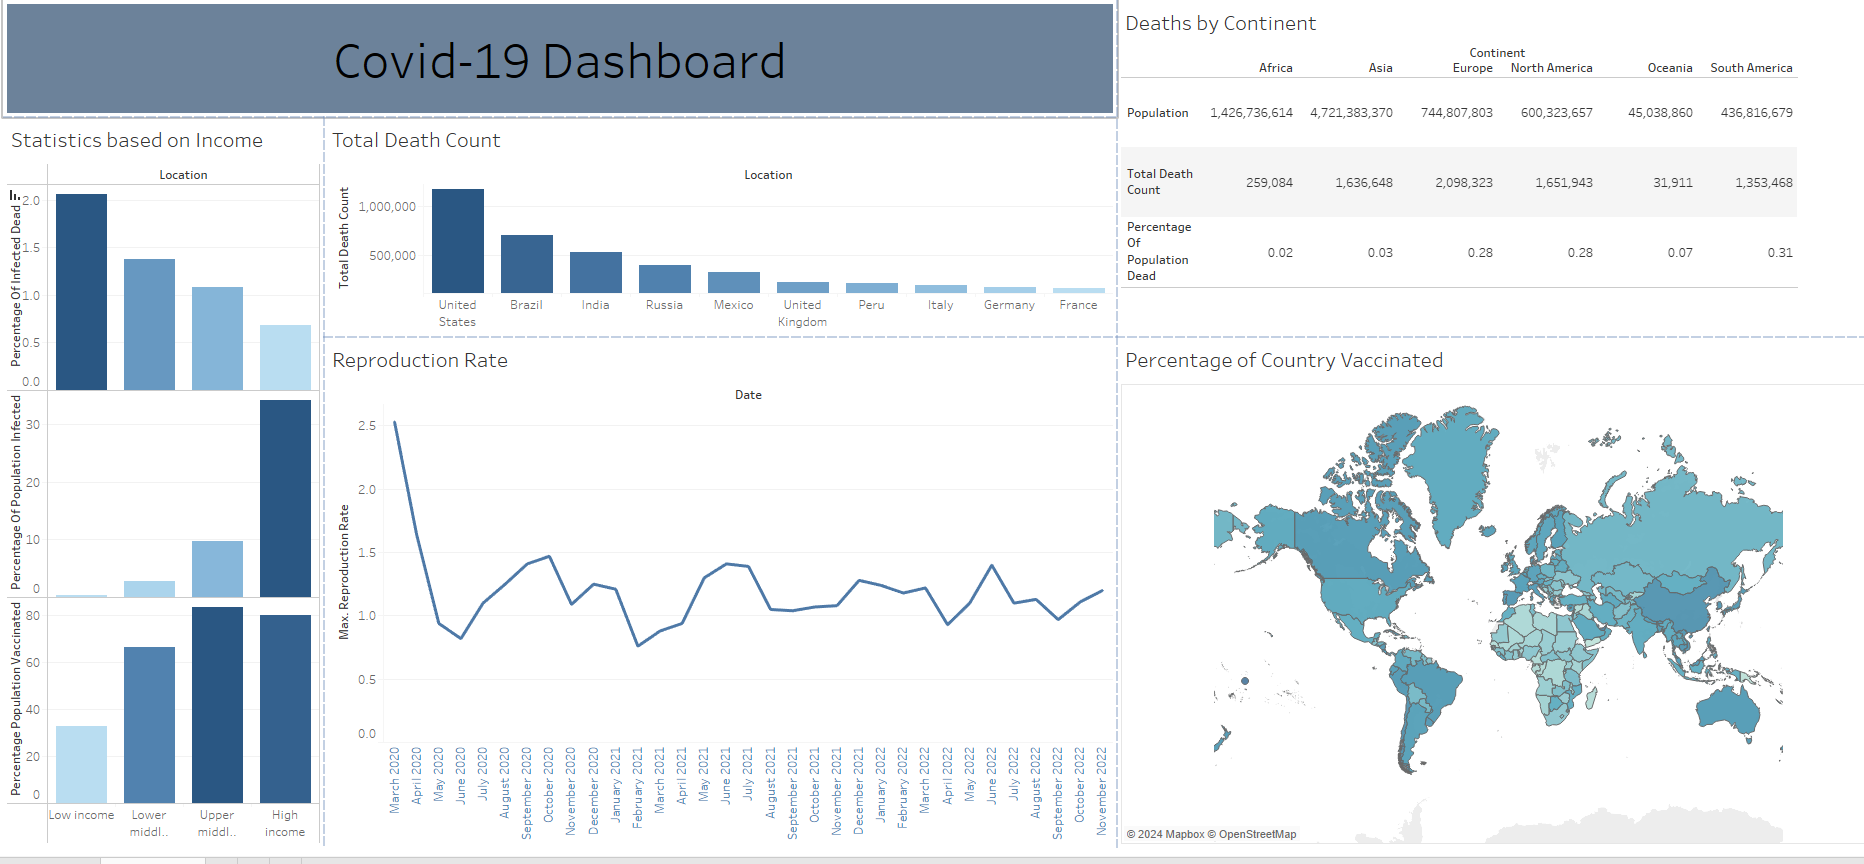 Covid-19 Dashboard
Statistics based on Income
Location
Percentage Of Infected Dead
2.0
1.5
1.0
0.5
0.0
Percentage Of Population Infected
30
20
10
0
Percentage Population Vaccinated
80
60
40
20
0
Low income
Lower
middl..
Upper
middl..
High
income
Total Death Count
Location
Total Death Count
1,000,000
500,000
United
States
Brazil
India
Russia
Mexico
United
Kingdom
Peru
Italy
Germany
France
Reproduction Rate
Date
Max. Reproduction Rate
2.5
2.0
1.5
1.0
0.5
0.0
March 2020
April 2020
May 2020
June 2020
July 2020
August 2020
September 2020
October 2020
November 2020
December 2020
January 2021
February 2021
March 2021
April 2021
May 2021
June 2021
July 2021
August 2021
September 2021
October 2021
November 2021
December 2021
January 2022
February 2022
March 2022
April 2022
May 2022
June 2022
July 2022
August 2022
September 2022
October 2022
November 2022
Deaths by Continent
Continent
Africa Asia Europe North America Oceania South America
Population 1,426,736,614 4,721,383,370 744,807,803 600,323,657 45,038,860 436,816,679
Total Death
Count 259,084 1,636,648 2,098,323 1,651,943 31,911 1,353,468
Percentage
Of
Population
Dead 0.02 0.03 0.28 0.28 0.07 0.31
Percentage of Country Vaccinated
© 2024 Mapbox © OpenStreetMap